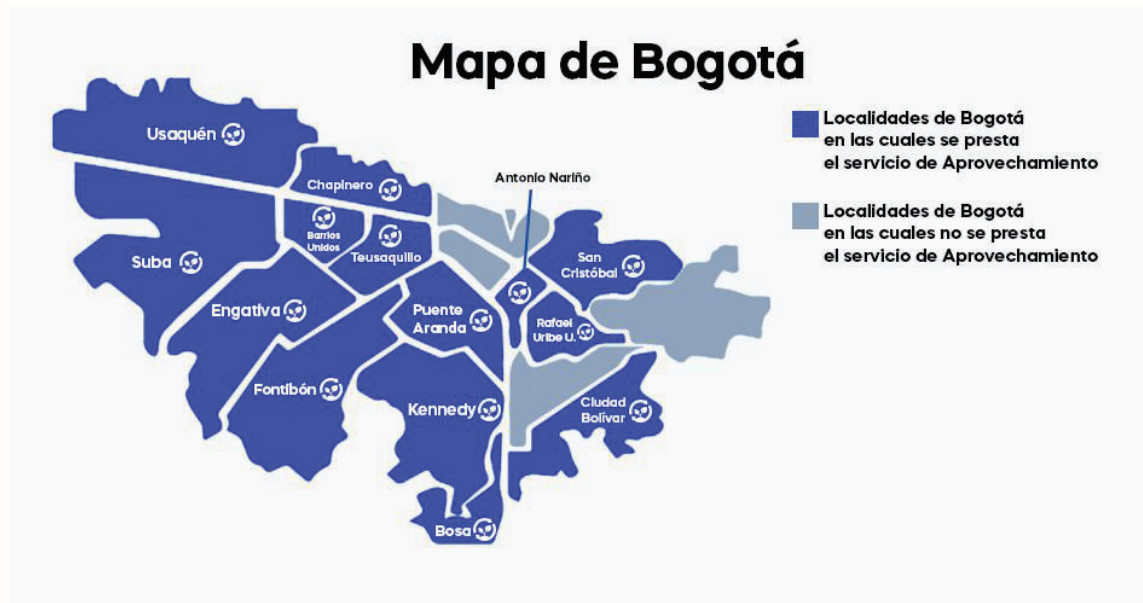 Mapa de Bogotá
Localidades de Bogotá
en las cuales se presta
el servicio de Aprovechamiento
Localidades de Bogotá
en las cuales no se presta
el servicio de Aprovechamiento
Usaquén
Chapinero
Antonio Nariño
Barrios
Unidos
Teusaquillo
Suba
San
Cristóbal
Engativa
Puente
Aranda
Rafael
Uribe U.
Fontibón
Kennedy
Ciudad
Bolívar
Bosa